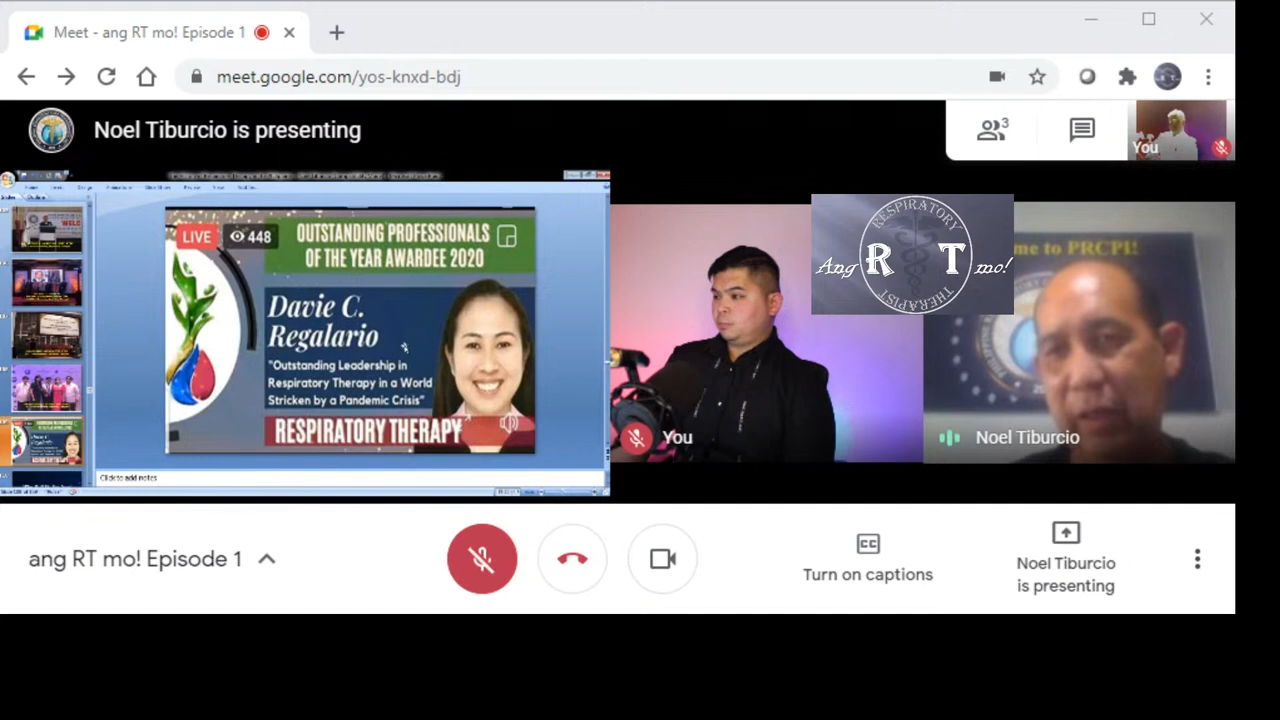 Meet - ang RT mo! Episode 1
meet.google.com/yos-knxd-bdj
Noel Tiburcio is presenting
3
You
Slides Outline
LIVE 448
OUTSTANDING PROFESSIONALS
OF THE YEAR AWARDEE 2020
Davie C.
Regalario
"Outstanding Leadership in
Respiratory Therapy in a World
Stricken by a Pandemic Crisis"
RESPIRATORY THERAPY
Click to add notes
You
RESPIRATORY
Ang R T mo!
THERAPIST
me to PRCPI!
Noel Tiburcio
ang RT mo! Episode 1
CC
Turn on captions
Noel Tiburcio
is presenting